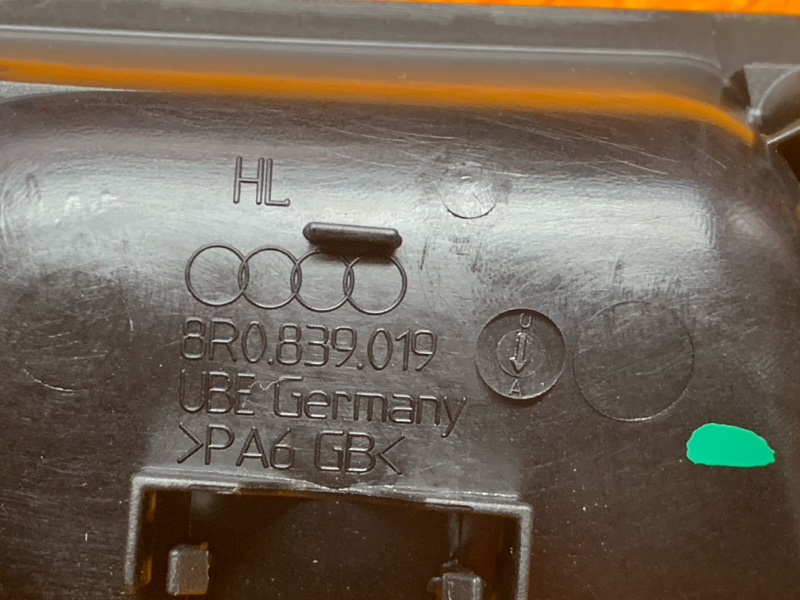 HL
8R0.839.019
UBE Germany
>PA6 GB<
U
A